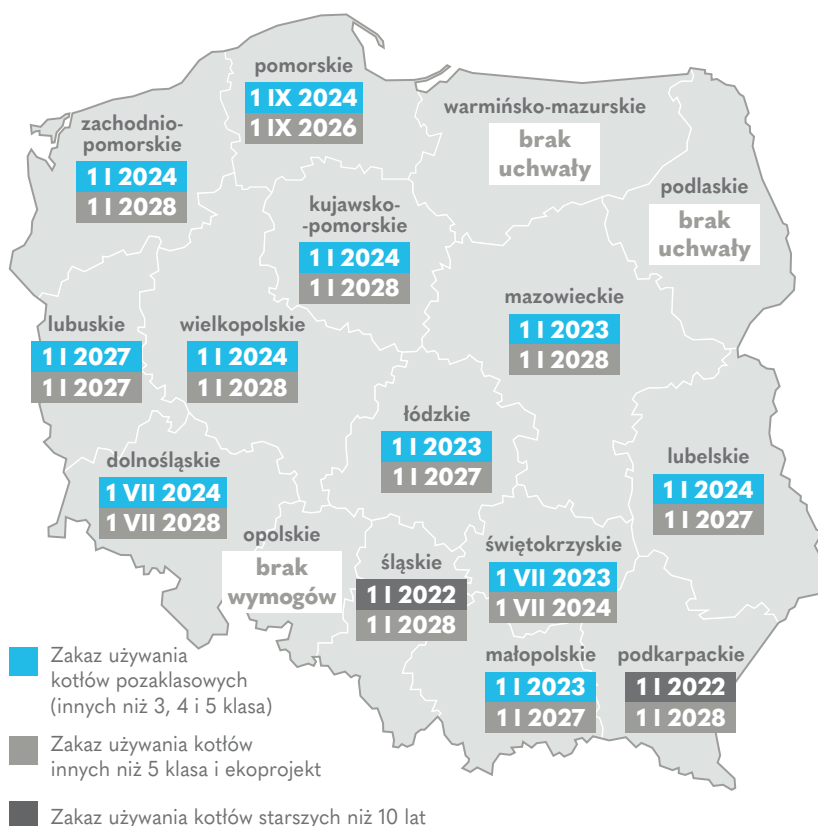 pomorskie
1 IX 2024
1 IX 2026
warmińsko-mazurskie
brak
uchwały
zachodnio-
pomorskie
1 I 2024
1 I 2028
podlaskie
brak
uchwały
kujawsko-
-pomorskie
1 I 2024
1 I 2028
mazowieckie
1 I 2023
1 I 2028
lubuskie
1 I 2027
1 I 2027
wielkopolskie
1 I 2024
1 I 2028
łódzkie
1 I 2023
1 I 2027
dolnośląskie
1 VII 2024
1 VII 2028
lubelskie
1 I 2024
1 I 2027
opolskie
brak
wymogów
śląskie
1 I 2022
1 I 2028
świętokrzyskie
1 VII 2023
1 VII 2024
małopolskie
1 I 2023
1 I 2027
podkarpackie
1 I 2022
1 I 2028
Zakaz używania
kotłów pozaklasowych
(innych niż 3, 4 i 5 klasa)
Zakaz używania kotłów
innych niż 5 klasa i ekoprojekt
Zakaz używania kotłów starszych niż 10 lat